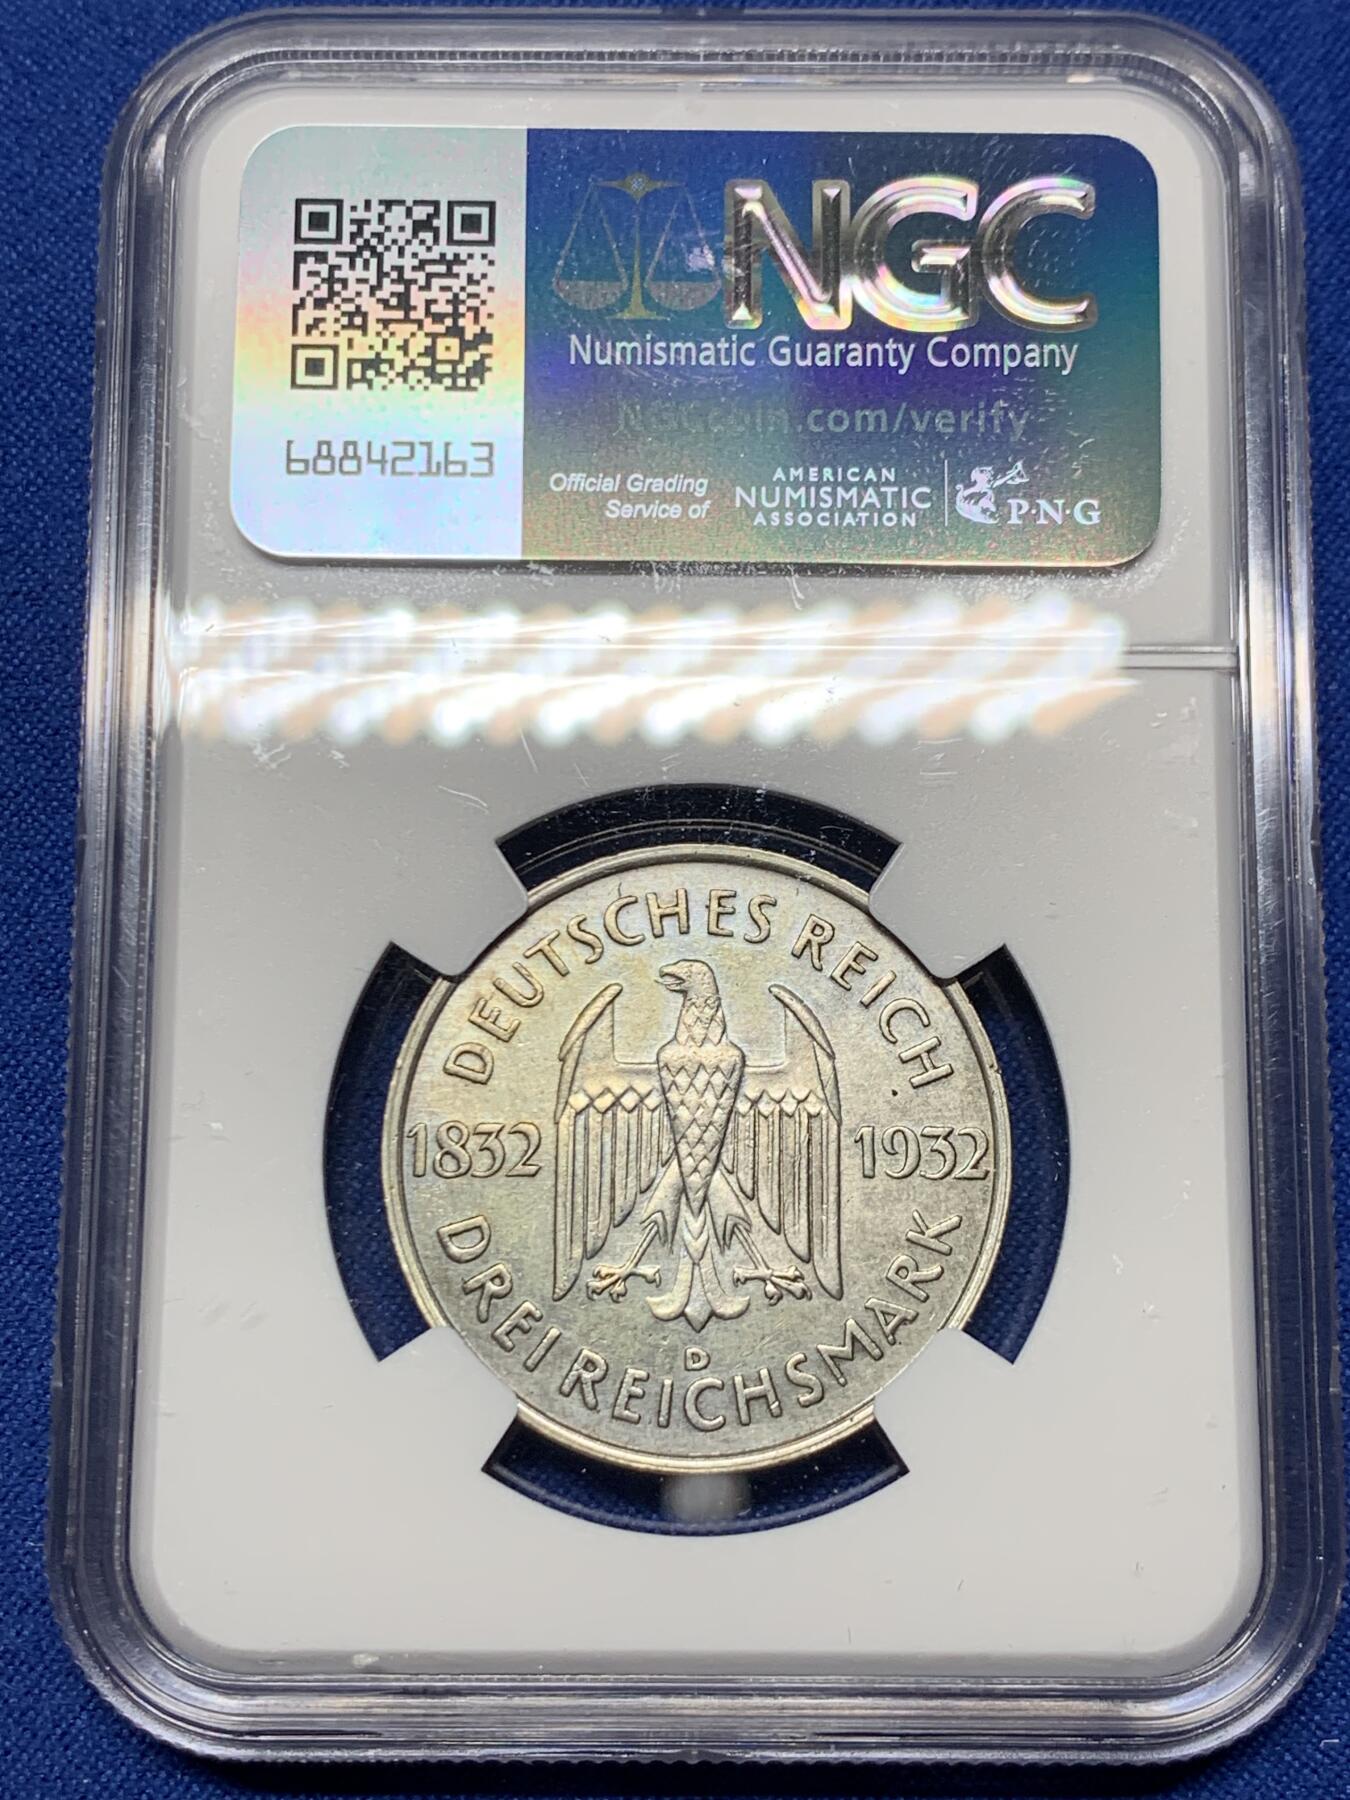 NGC
Numismatic Guaranty Company
NGCcoin.com/verify
68842163
Official Grading
Service of
AMERICAN
NUMISMATIC
ASSOCIATION
P·N·G
DEUTSCHES REICH
1832
1932
D
DREI REICHSMARK